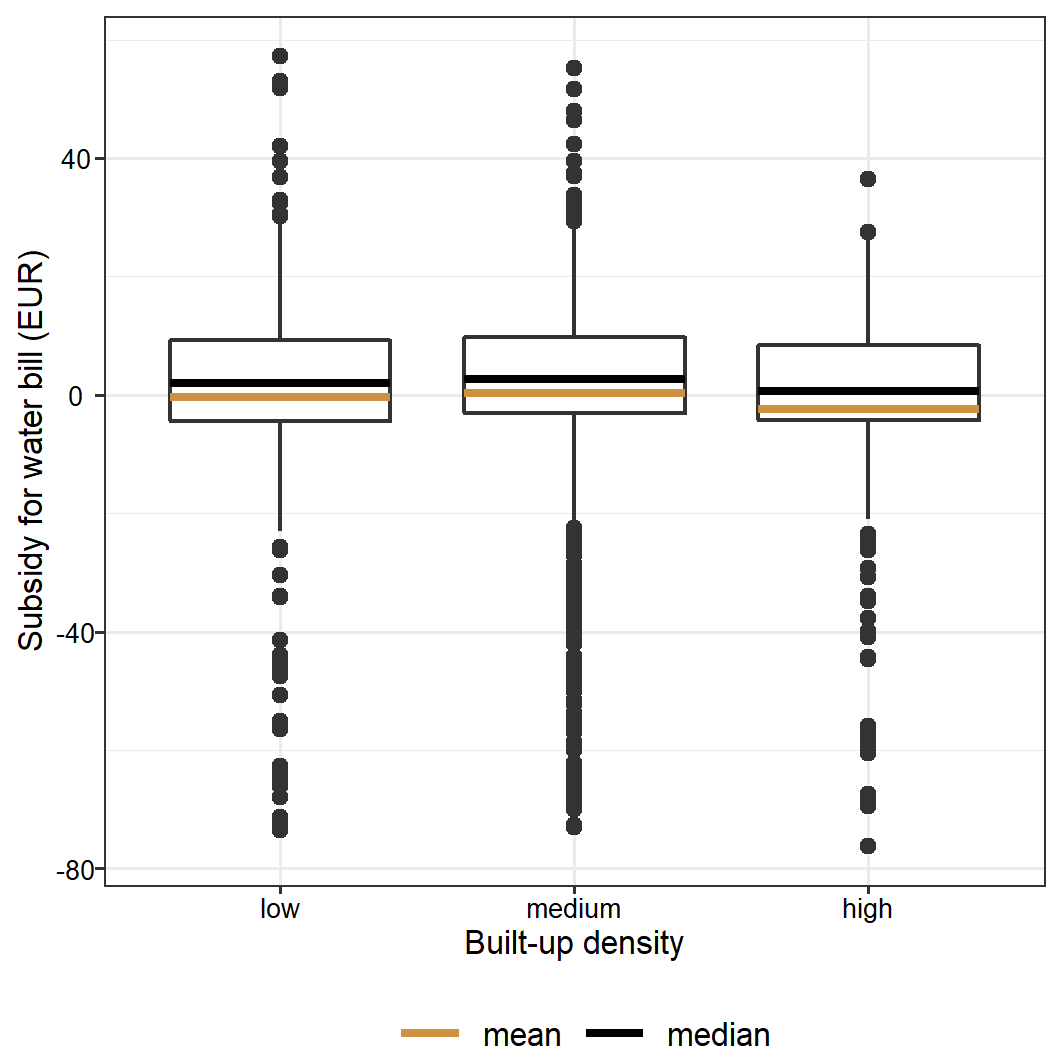 Subsidy for water bill (EUR)
40
0
-40
-80
low medium high
Built-up density
mean median